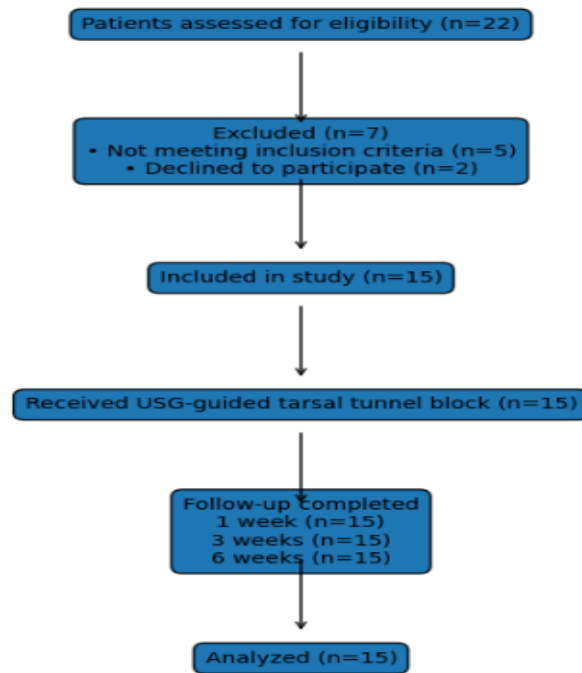 Patients assessed for eligibility (n=22)
Excluded (n=7)
• Not meeting inclusion criteria (n=5)
• Declined to participate (n=2)
Included in study (n=15)
Received USG-guided tarsal tunnel block (n=15)
Follow-up completed
1 week (n=15)
3 weeks (n=15)
6 weeks (n=15)
Analyzed (n=15)